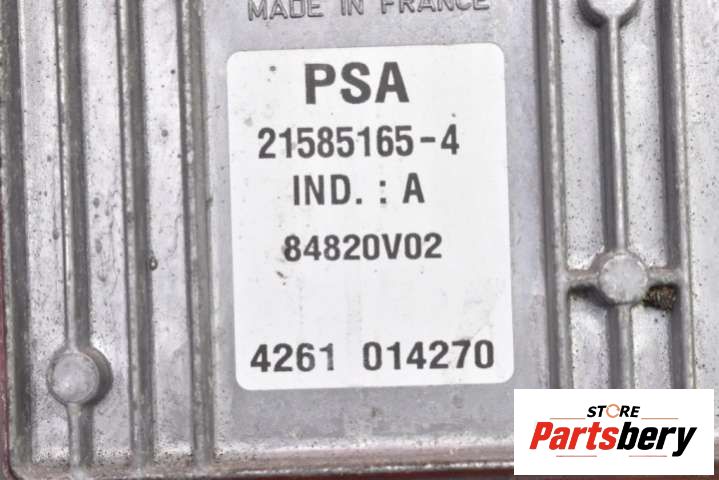 MADE IN FRANCE
PSA
21585165-4
IND. : A
84820V02
4261 014270
STORE
Partsbery